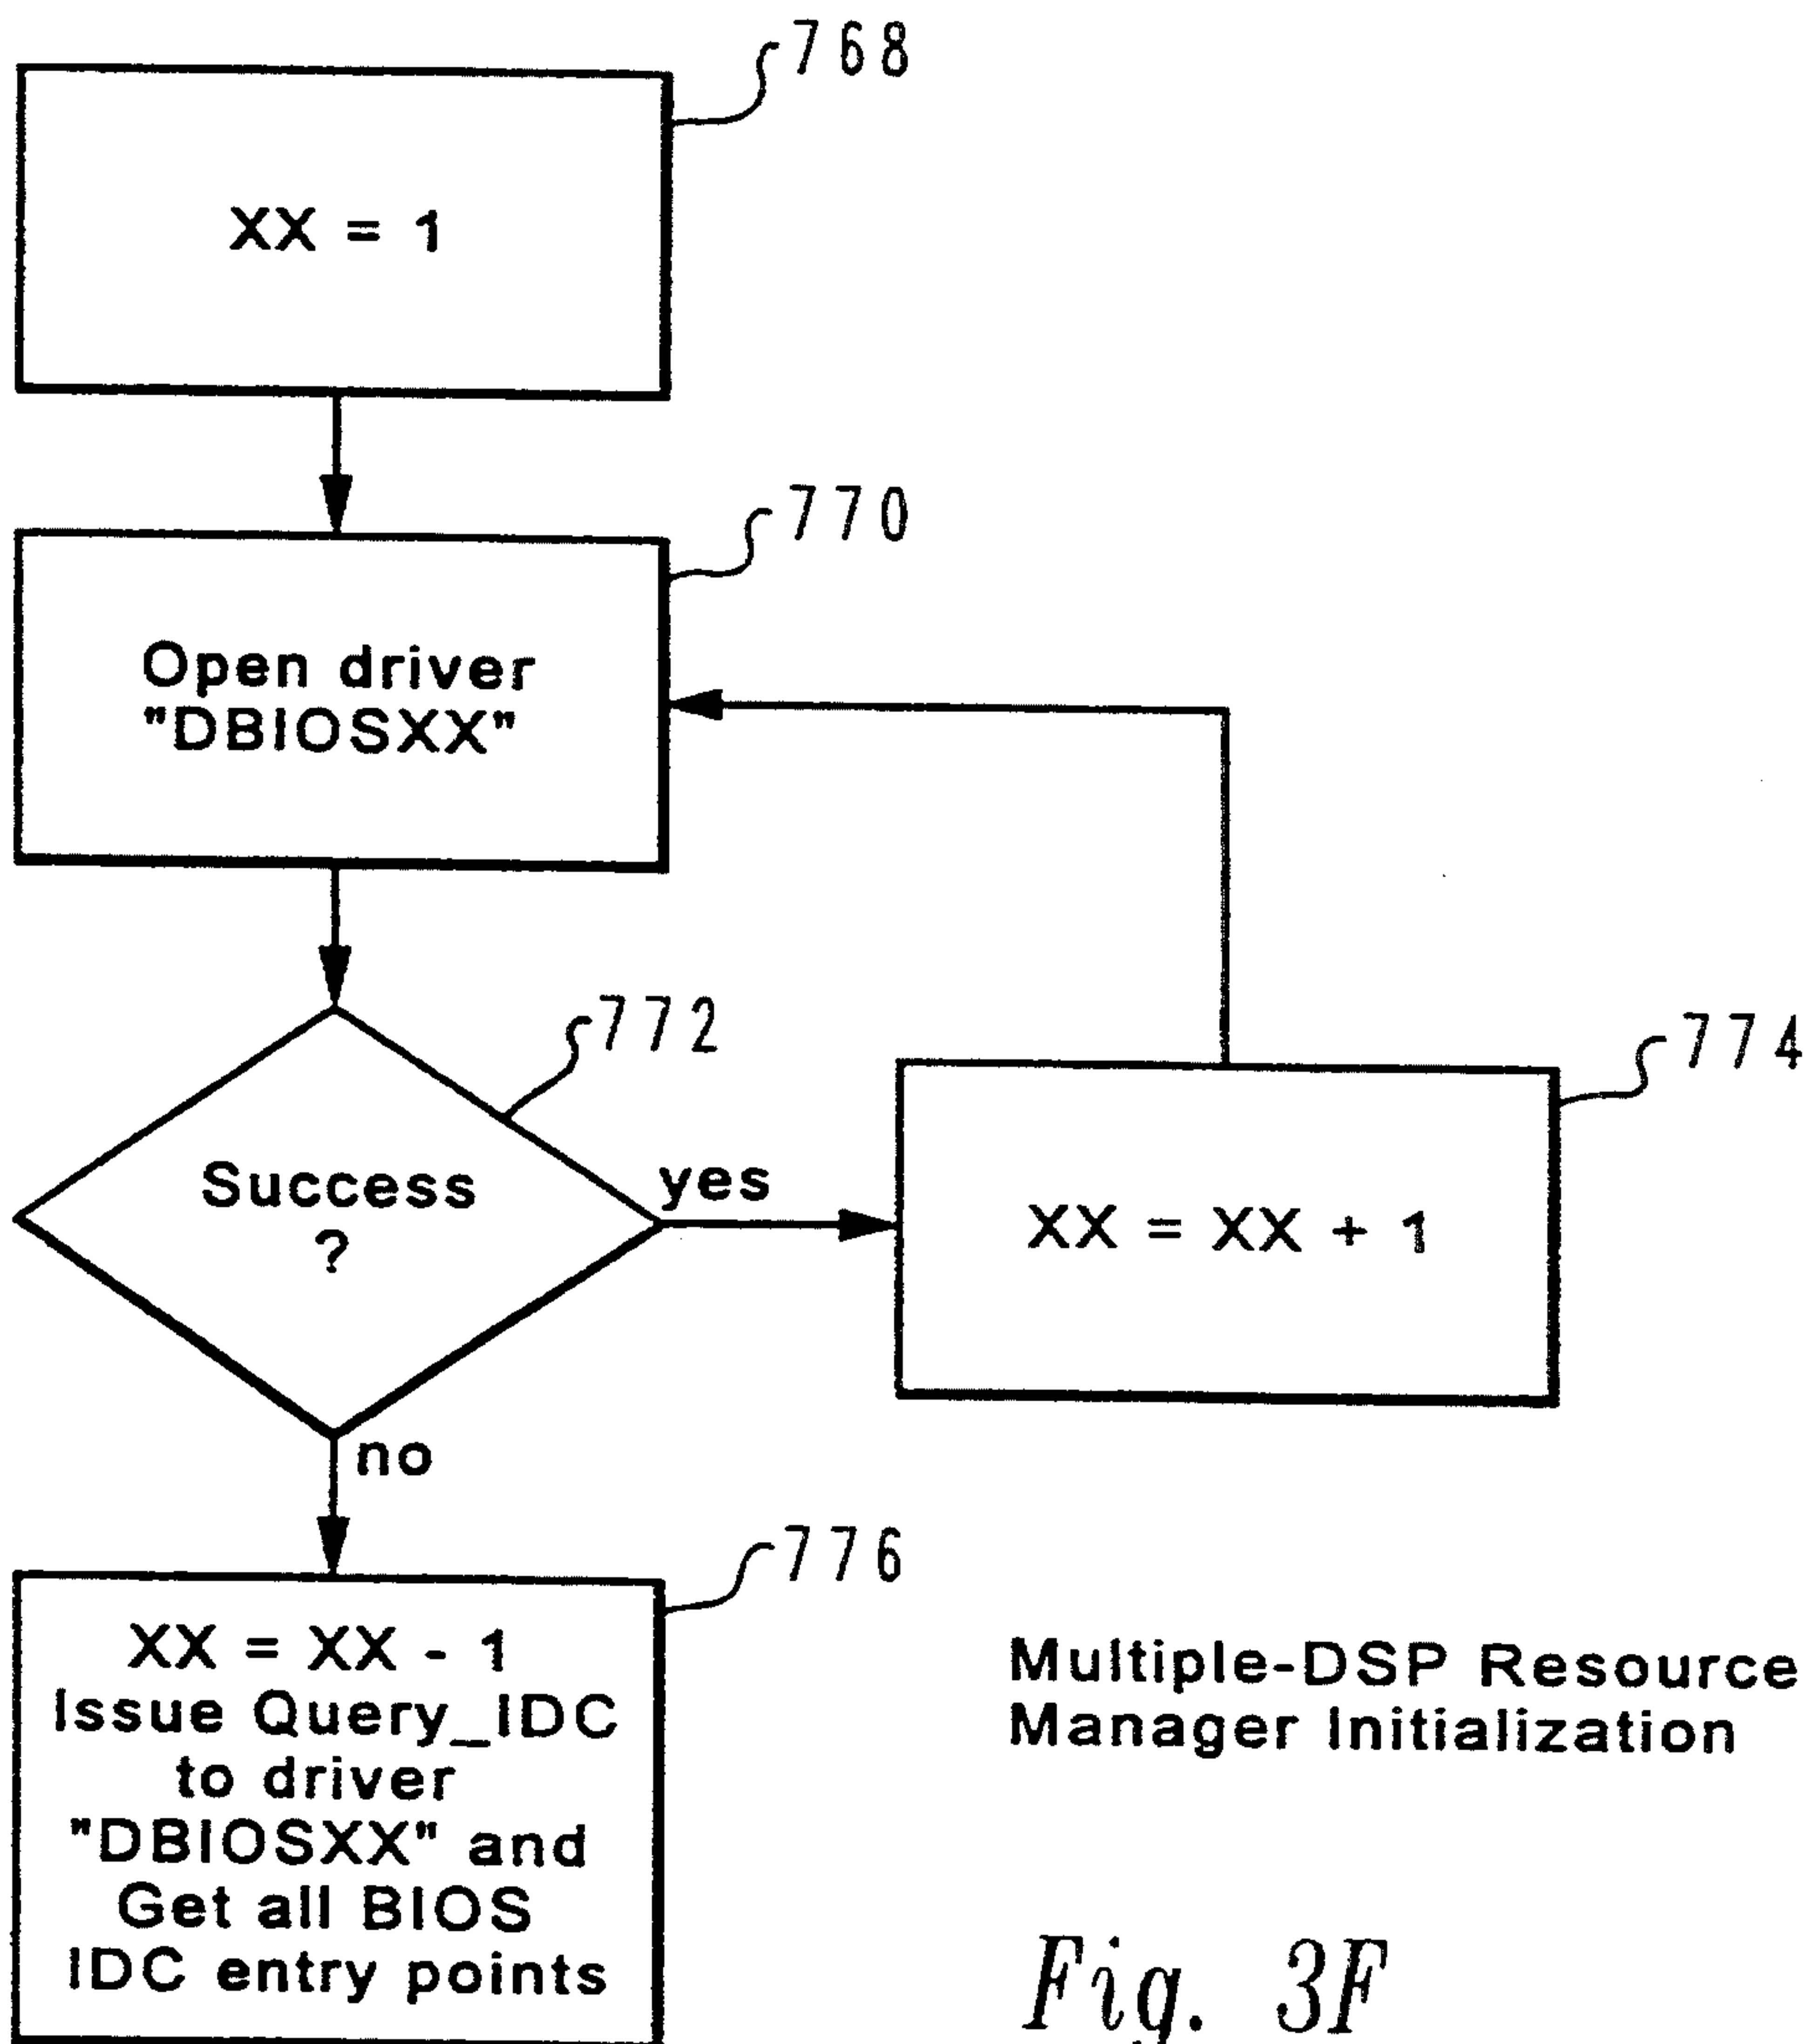 768
XX = 1
770
Open driver
"DBIOSXX"
772
Success
?
yes
774
XX = XX + 1
no
776
XX = XX - 1
Issue Query_IDC
to driver
"DBIOSXX" and
Get all BIOS
IDC entry points
Multiple-DSP Resource
Manager Initialization
Fig. 3F